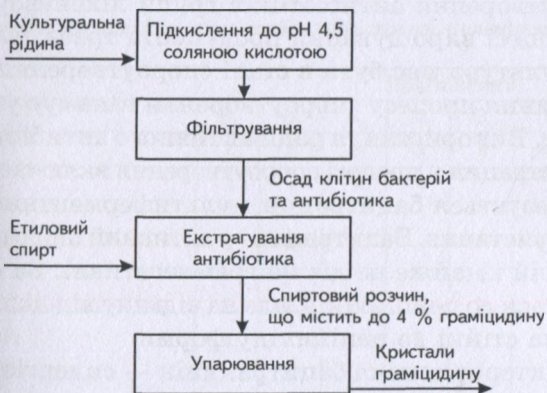 Культуральна
рідина
Підкислення до pH 4,5
соляною кислотою
Фільтрування
Осад клітин бактерій
та антибіотика
Етиловий
спирт
Екстрагування
антибіотика
Спиртовий розчин,
що містить до 4 % граміцидину
Упарювання
Кристали
граміцидину